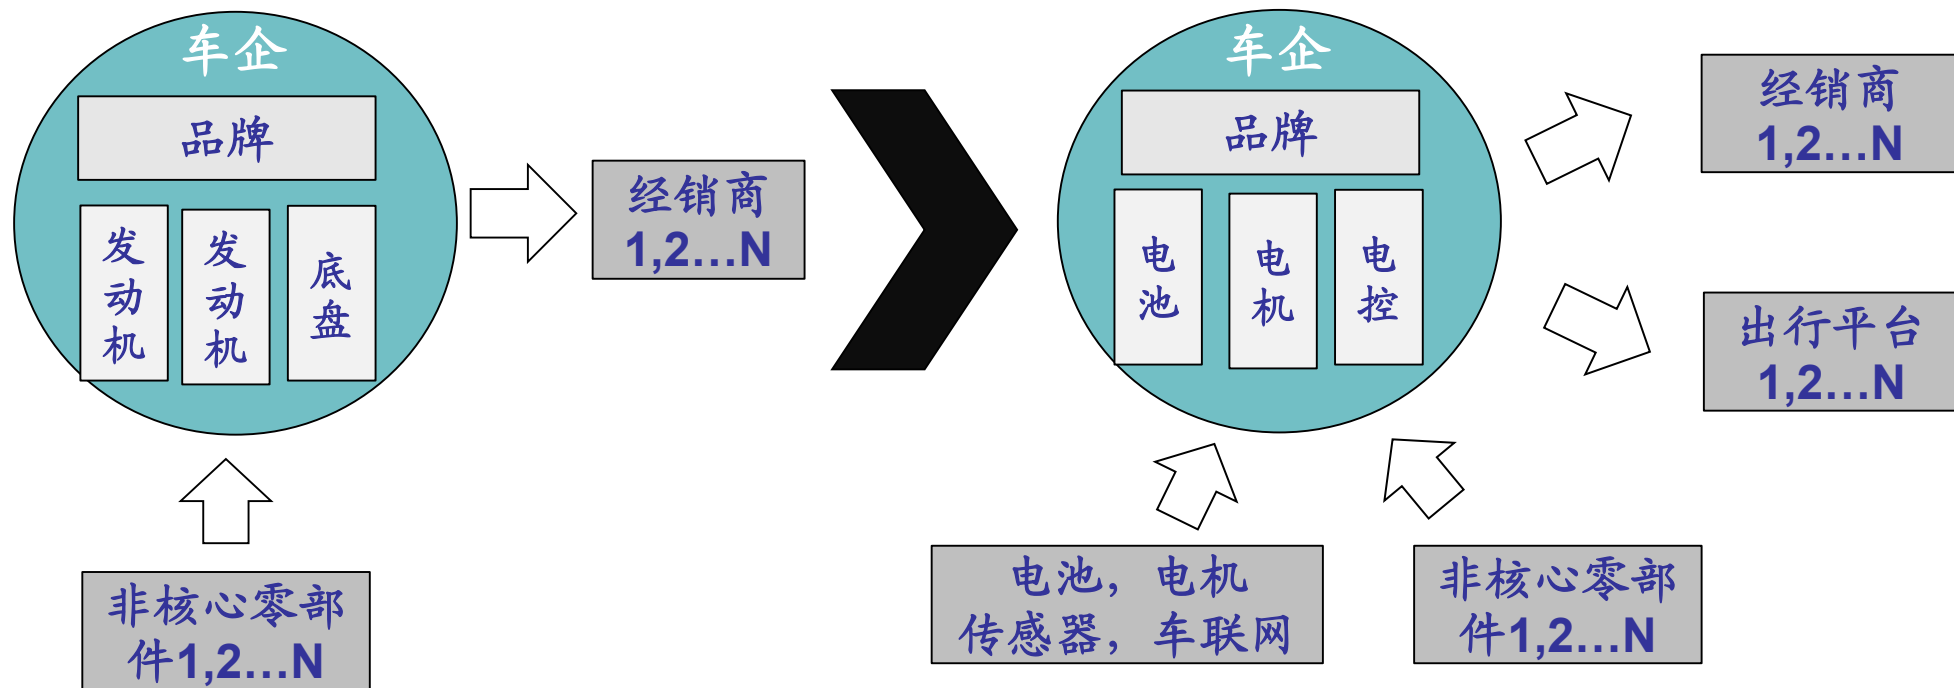 车企
品牌
发
动
机
发
动
机
底
盘
经销商
1,2…N
非核心零部
件1,2…N
车企
品牌
电
池
电
机
电
控
经销商
1,2…N
出行平台
1,2…N
电池，电机
传感器，车联网
非核心零部
件1,2…N